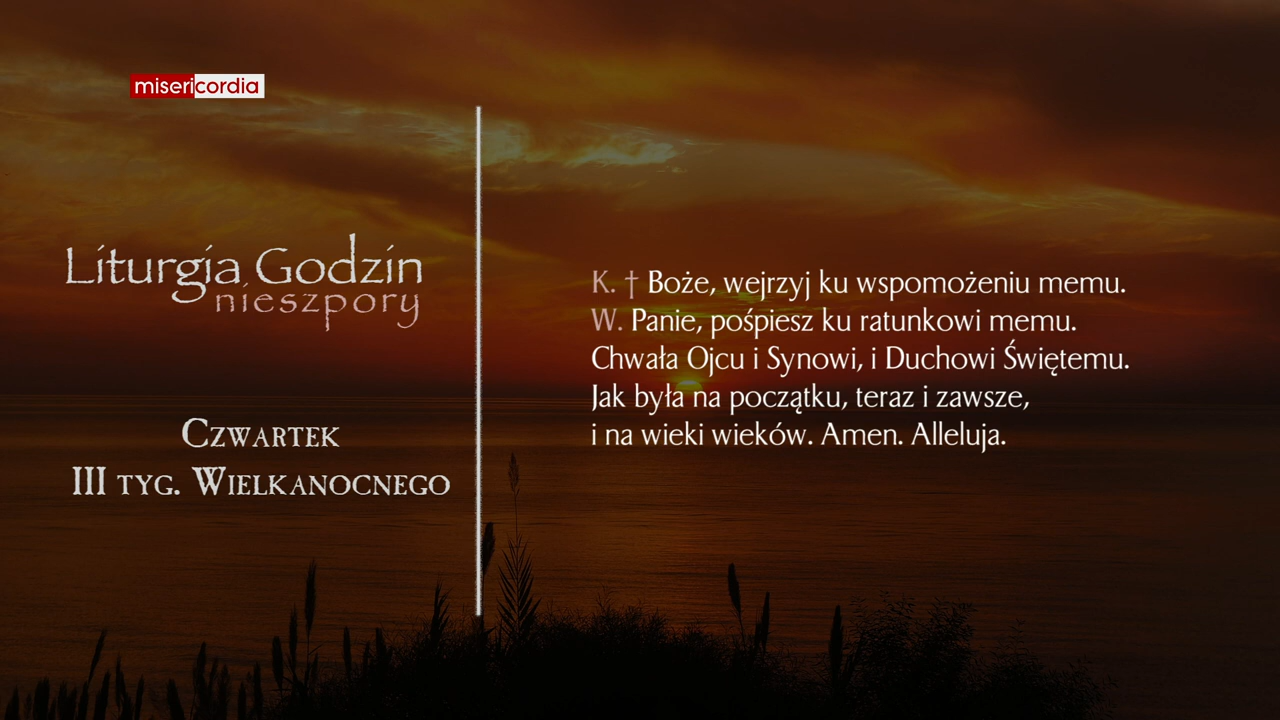 misericordia
Liturgia Godzin
nieszpory
Czwartek
III tyg. Wielkanocnego
K. † Boże, wejrzyj ku wspomożeniu memu.
W. Panie, pośpiesz ku ratunkowi memu.
Chwała Ojcu i Synowi, i Duchowi Świętemu.
Jak była na początku, teraz i zawsze,
i na wieki wieków. Amen. Alleluja.